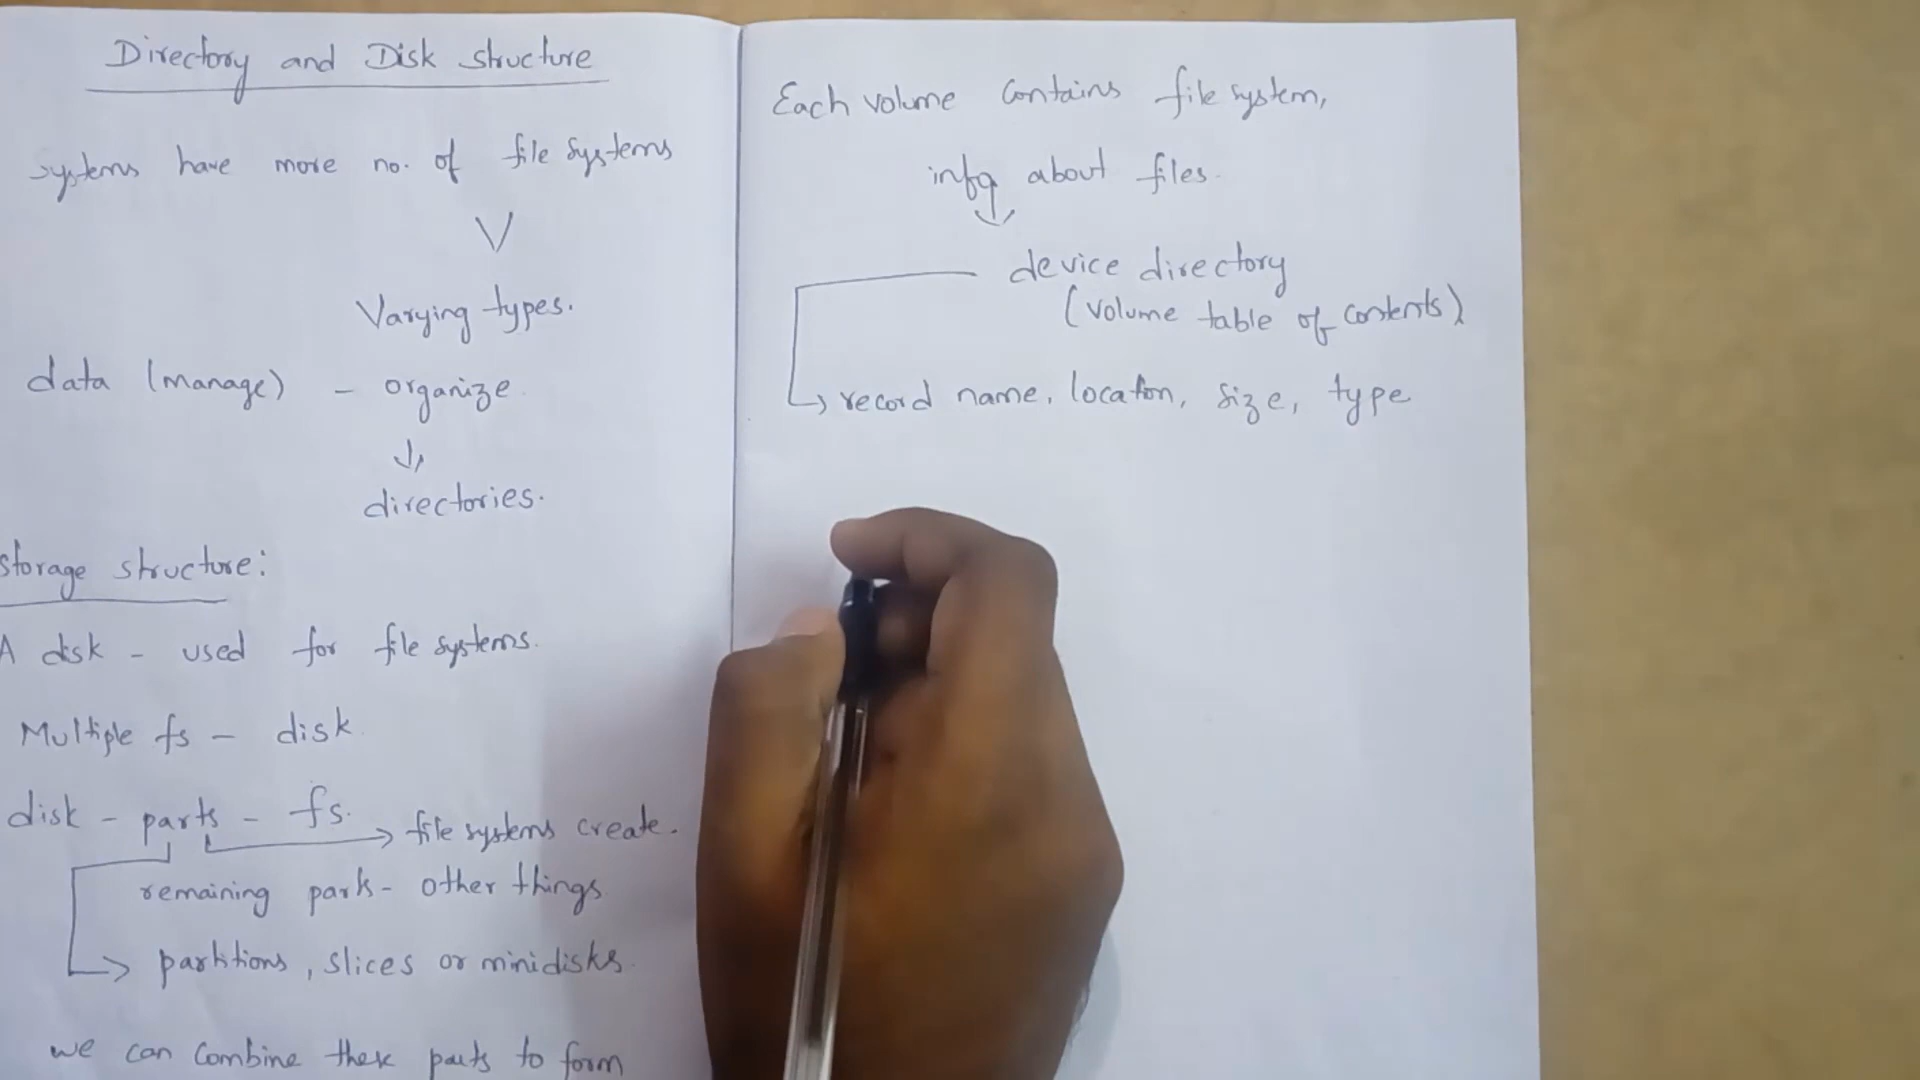 Directory and Disk structure
systems have more no. of file systems
Varying types.
data (manage) - organize.
directories.
storage structure:
A disk - used for file systems.
Multiple fs - disk.
disk - parts - fs. → file systems create.
remaining parts - other things
→ partitions, slices or minidisks.
we can combine these parts to form
Each volume contains file system,
info about files.
device directory
(volume table of contents)
→ record name, location, size, type